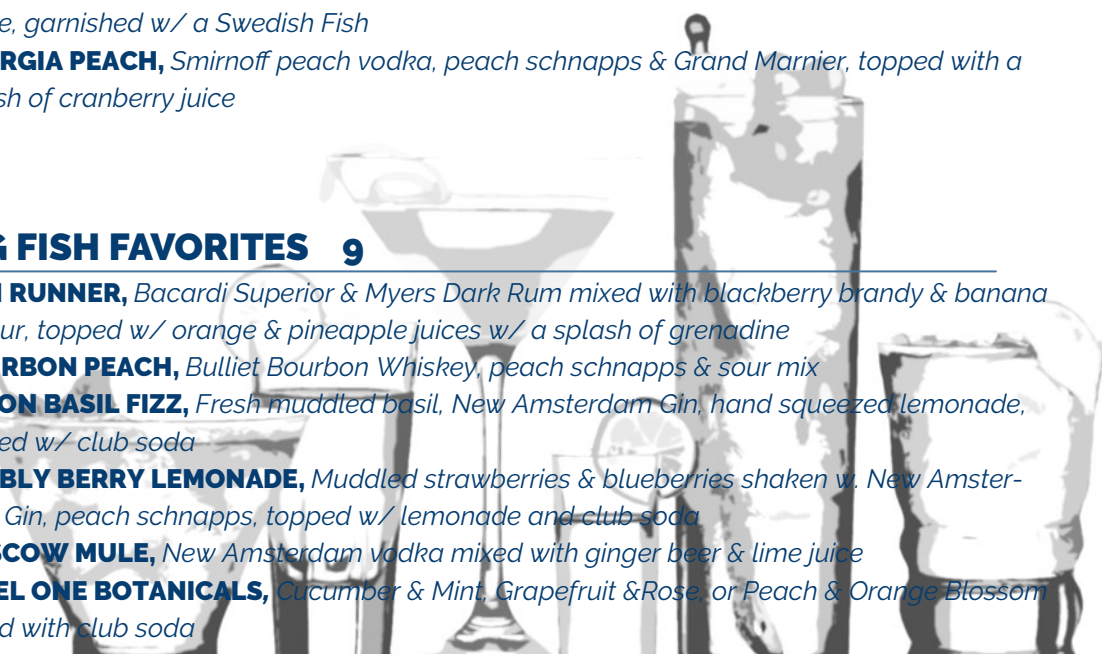 e, garnished w/ a Swedish Fish
RGIA PEACH, Smirnoff peach vodka, peach schnapps & Grand Marnier, topped with a
sh of cranberry juice
G FISH FAVORITES 9
RUNNER, Bacardi Superior & Myers Dark Rum mixed with blackberry brandy & banana
ur, topped w/ orange & pineapple juices w/ a splash of grenadine
RBON PEACH, Bulliet Bourbon Whiskey, peach schnapps & sour mix
ON BASIL FIZZ, Fresh muddled basil, New Amsterdam Gin, hand squeezed lemonade,
ed w/ club soda
BLY BERRY LEMONADE, Muddled strawberries & blueberries shaken w. New Amster-
Gin, peach schnapps, topped w/ lemonade and club soda
SCOW MULE, New Amsterdam vodka mixed with ginger beer & lime juice
EL ONE BOTANICALS, Cucumber & Mint, Grapefruit &Rose, or Peach & Orange Blossom
d with club soda